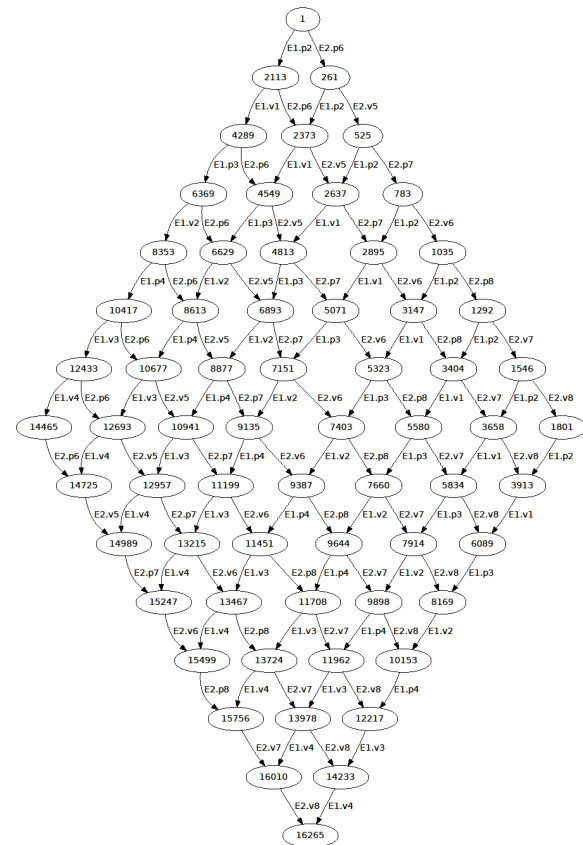 1
E1.p2 E2.p6
2113 261
E1.v1 E2.p6 E1.p2 E2.v5
4289 2373 525
E1.p3 E2.p6 E1.v1 E2.v5 E1.p2 E2.p7
6369 4549 2637 783
E1.v2 E2.p6 E1.p3 E2.v5 E1.v1 E2.p7 E1.p2 E2.v6
8353 6629 4813 2895 1035
E1.p4 E2.p6 E1.v2 E2.v5 E1.p3 E2.p7 E1.v1 E2.v6 E1.p2 E2.p8
10417 8613 6893 5071 3147 1292
E1.v3 E2.p6 E1.p4 E2.v5 E1.v2 E2.p7 E1.p3 E2.v6 E1.v1 E2.p8 E1.p2 E2.v7
12433 10677 8877 7151 5323 3404 1546
E1.v4 E2.p6 E1.v3 E2.v5 E1.p4 E2.p7 E1.v2 E2.v6 E1.p3 E2.p8 E1.v1 E2.v7 E1.p2 E2.v8
14465 12693 10941 9135 7403 5580 3658 1801
E2.p6 E1.v4 E2.v5 E1.v3 E2.p7 E1.p4 E2.v6 E1.v2 E2.p8 E1.p3 E2.v7 E1.v1 E2.v8 E1.p2
14725 12957 11199 9387 7660 5834 3913
E2.v5 E1.v4 E2.p7 E1.v3 E2.v6 E1.p4 E2.p8 E1.v2 E2.v7 E1.p3 E2.v8 E1.v1
14989 13215 11451 9644 7914 6089
E2.p7 E1.v4 E2.v6 E1.v3 E2.p8 E1.p4 E2.v7 E1.v2 E2.v8 E1.p3
15247 13467 11708 9898 8169
E2.v6 E1.v4 E2.p8 E1.v3 E2.v7 E1.p4 E2.v8 E1.v2
15499 13724 11962 10153
E2.p8 E1.v4 E2.v7 E1.v3 E2.v8 E1.p4
15756 13978 12217
E2.v7 E1.v4 E2.v8 E1.v3
16010 14233
E2.v8 E1.v4
16265